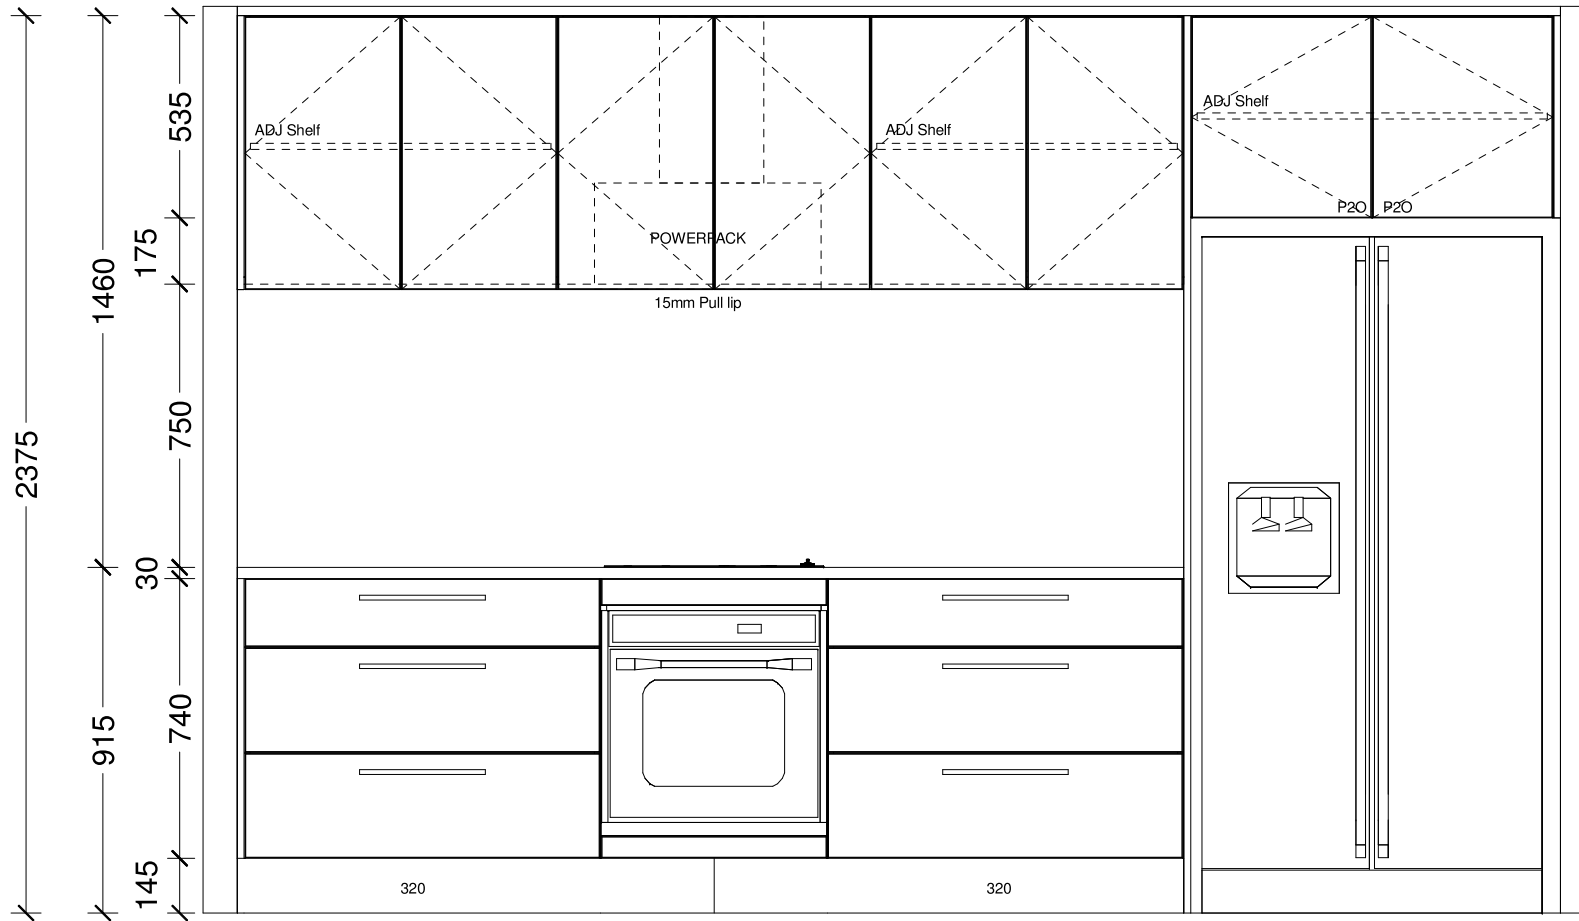 2375
1460
915
535
175
750
30
740
145
ADJ Shelf
ADJ Shelf
ADJ Shelf
P2O P2O
POWERPACK
15mm Pull lip
320
320